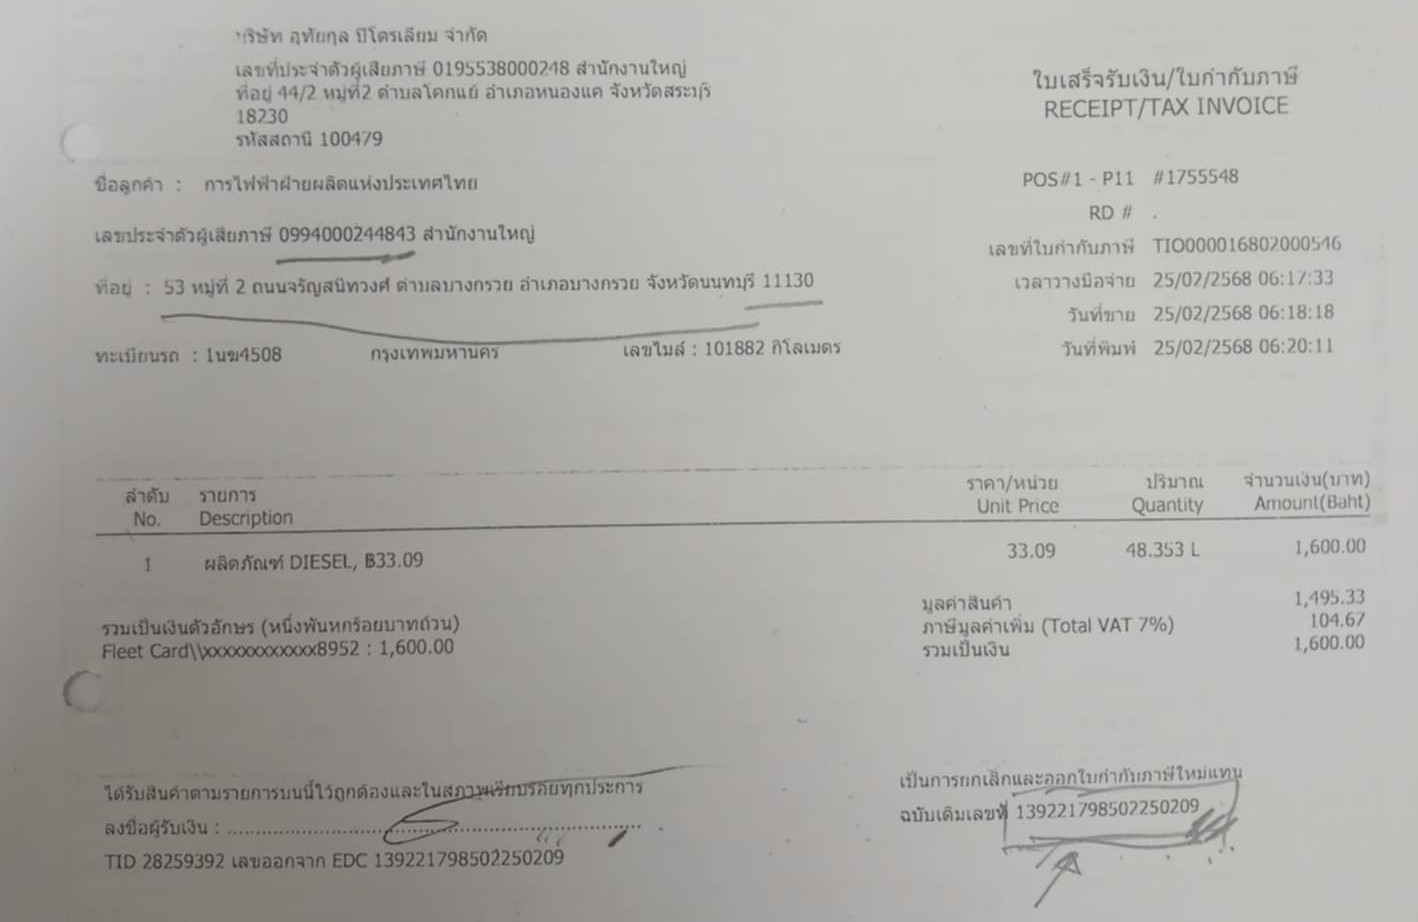 บริษัท อุทัยกุล ปิโตรเลียม จำกัด
เลขที่ประจำตัวผู้เสียภาษี 0195538000248 สำนักงานใหญ่
ที่อยู่ 44/2 หมู่ที่2 ตำบลโคกแย้ อำเภอหนองแค จังหวัดสระบุรี
18230
รหัสสถานี 100479
ใบเสร็จรับเงิน/ใบกำกับภาษี
RECEIPT/TAX INVOICE
ชื่อลูกค้า : การไฟฟ้าฝ่ายผลิตแห่งประเทศไทย
เลขประจำตัวผู้เสียภาษี 0994000244843 สำนักงานใหญ่
ที่อยู่ : 53 หมู่ที่ 2 ถนนจรัญสนิทวงศ์ ตำบลบางกรวย อำเภอบางกรวย จังหวัดนนทบุรี 11130
ทะเบียนรถ : 1นฆ4508 กรุงเทพมหานคร เลขไมล์ : 101882 กิโลเมตร
POS#1 - P11 #1755548
RD # .
เลขที่ใบกำกับภาษี TIO000016802000546
เวลาวางมือจ่าย 25/02/2568 06:17:33
วันที่ขาย 25/02/2568 06:18:18
วันที่พิมพ์ 25/02/2568 06:20:11
ลำดับ รายการ ราคา/หน่วย ปริมาณ จำนวนเงิน(บาท)
No. Description Unit Price Quantity Amount(Baht)
1 ผลิตภัณฑ์ DIESEL, ฿33.09 33.09 48.353 L 1,600.00
มูลค่าสินค้า 1,495.33
รวมเป็นเงินตัวอักษร (หนึ่งพันหกร้อยบาทถ้วน) ภาษีมูลค่าเพิ่ม (Total VAT 7%) 104.67
Fleet Card\\xxxxxxxxxxxx8952 : 1,600.00 รวมเป็นเงิน 1,600.00
ได้รับสินค้าตามรายการบนนี้ไว้ถูกต้องและในสภาพเรียบร้อยทุกประการ
ลงชื่อผู้รับเงิน : ......................................................................
TID 28259392 เลขออกจาก EDC 139221798502250209
เป็นการยกเลิกและออกใบกำกับภาษีใหม่แทน
ฉบับเดิมเลขที่ 139221798502250209